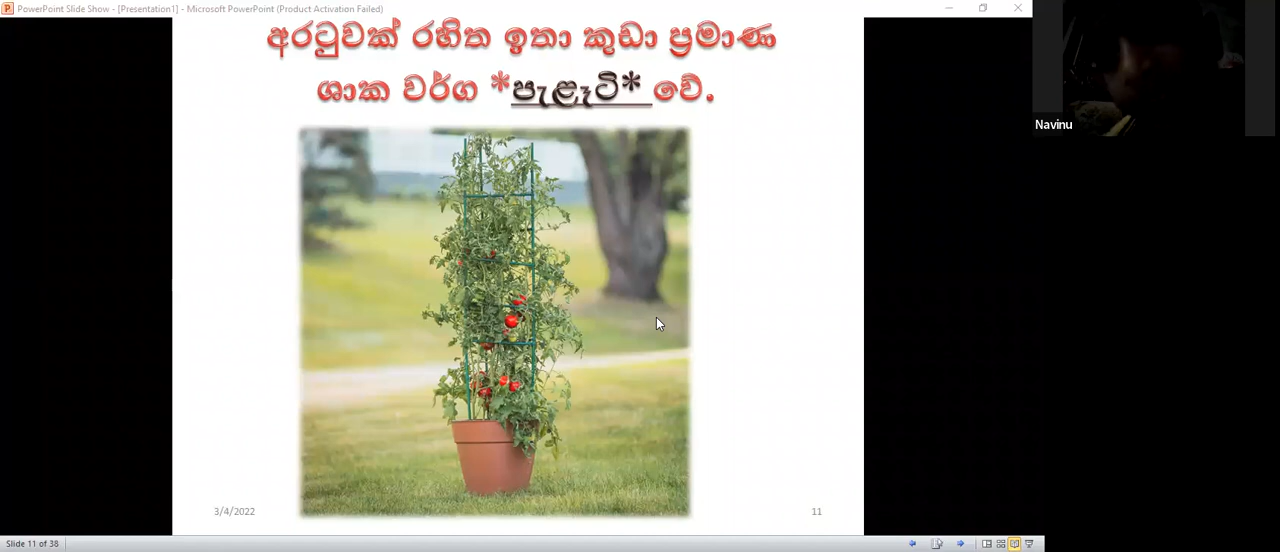 PowerPoint Slide Show - [Presentation1] - Microsoft PowerPoint (Product Activation Failed)
අරටුවක් රහිත ඉතා කුඩා ප්‍රමාණ
ශාක වර්ග *පැළෑටි* වේ.
Navinu
3/4/2022
11
Slide 11 of 38